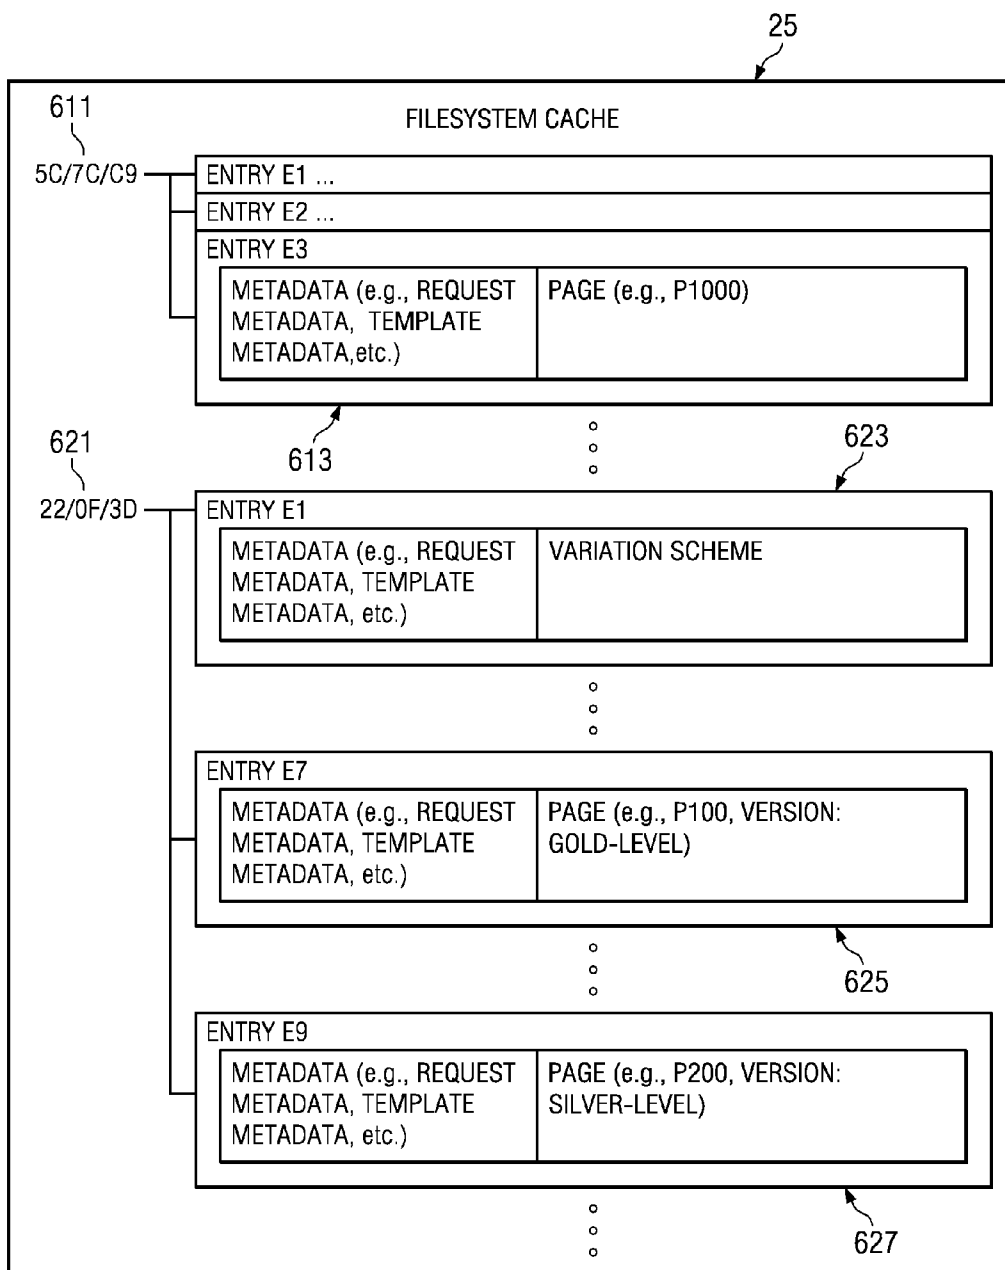 25
FILESYSTEM CACHE
611
5C/7C/C9
ENTRY E1 ...
ENTRY E2 ...
ENTRY E3
METADATA (e.g., REQUEST
METADATA, TEMPLATE
METADATA,etc.)
PAGE (e.g., P1000)
613
621
22/0F/3D
623
ENTRY E1
METADATA (e.g., REQUEST
METADATA, TEMPLATE
METADATA, etc.)
VARIATION SCHEME
ENTRY E7
METADATA (e.g., REQUEST
METADATA, TEMPLATE
METADATA, etc.)
PAGE (e.g., P100, VERSION:
GOLD-LEVEL)
625
ENTRY E9
METADATA (e.g., REQUEST
METADATA, TEMPLATE
METADATA, etc.)
PAGE (e.g., P200, VERSION:
SILVER-LEVEL)
627